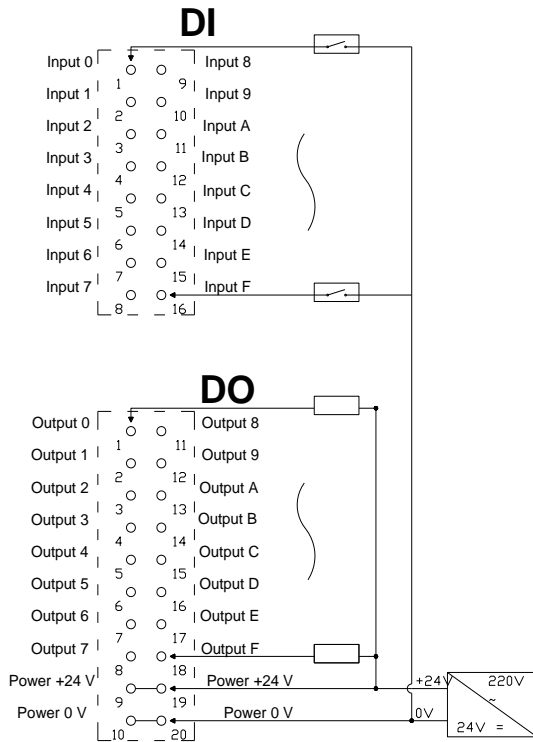 DI
Input 0 Input 8
1 9
Input 1 Input 9
2 10
Input 2 Input A
3 11
Input 3 Input B
4 12
Input 4 Input C
5 13
Input 5 Input D
6 14
Input 6 Input E
7 15
Input 7 Input F
8 16
DO
Output 0 Output 8
1 11
Output 1 Output 9
2 12
Output 2 Output A
3 13
Output 3 Output B
4 14
Output 4 Output C
5 15
Output 5 Output D
6 16
Output 6 Output E
7 17
Output 7 Output F
8 18
Power +24 V Power +24 V +24V 220V
9 19 ~
Power 0 V Power 0 V 0V
10 20 24V =